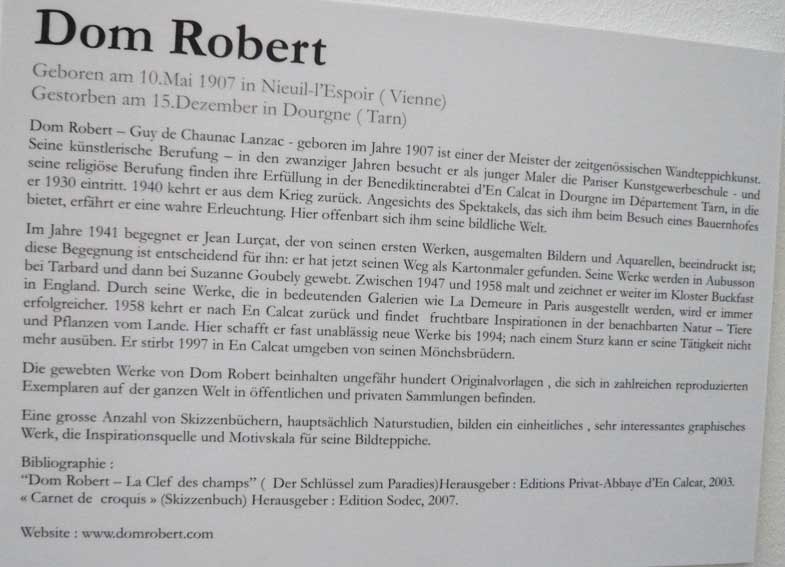 Dom Robert
Geboren am 10.Mai 1907 in Nieuil-l'Espoir ( Vienne)
Gestorben am 15.Dezember in Dourgne ( Tarn)
Dom Robert – Guy de Chaunac Lanzac - geboren im Jahre 1907 ist einer der Meister der zeitgenössischen Wandteppichkunst.
Seine künstlerische Berufung – in den zwanziger Jahren besucht er als junger Maler die Pariser Kunstgewerbeschule - und
seine religiöse Berufung finden ihre Erfüllung in der Benediktinerabtei d'En Calcat in Dourgne im Département Tarn, in die
er 1930 eintritt. 1940 kehrt er aus dem Krieg zurück. Angesichts des Spektakels, das sich ihm beim Besuch eines Bauernhofes
bietet, erfährt er eine wahre Erleuchtung. Hier offenbart sich ihm seine bildliche Welt.
Im Jahre 1941 begegnet er Jean Lurçat, der von seinen ersten Werken, ausgemalten Bildern und Aquarellen, beeindruckt ist;
diese Begegnung ist entscheidend für ihn: er hat jetzt seinen Weg als Kartonmaler gefunden. Seine Werke werden in Aubusson
bei Tarbard und dann bei Suzanne Goubely gewebt. Zwischen 1947 und 1958 malt und zeichnet er weiter im Kloster Buckfast
in England. Durch seine Werke, die in bedeutenden Galerien wie La Demeure in Paris ausgestellt werden, wird er immer
erfolgreicher. 1958 kehrt er nach En Calcat zurück und findet fruchtbare Inspirationen in der benachbarten Natur – Tiere
und Pflanzen vom Lande. Hier schafft er fast unablässig neue Werke bis 1994; nach einem Sturz kann er seine Tätigkeit nicht
mehr ausüben. Er stirbt 1997 in En Calcat umgeben von seinen Mönchsbrüdern.
Die gewebten Werke von Dom Robert beinhalten ungefähr hundert Originalvorlagen , die sich in zahlreichen reproduzierten
Exemplaren auf der ganzen Welt in öffentlichen und privaten Sammlungen befinden.
Eine grosse Anzahl von Skizzenbüchern, hauptsächlich Naturstudien, bilden ein einheitliches , sehr interessantes graphisches
Werk, die Inspirationsquelle und Motivskala für seine Bildteppiche.
Bibliographie :
“Dom Robert – La Clef des champs” ( Der Schlüssel zum Paradies)Herausgeber : Editions Privat-Abbaye d'En Calcat, 2003.
« Carnet de croquis » (Skizzenbuch) Herausgeber : Edition Sodec, 2007.
Website : www.domrobert.com